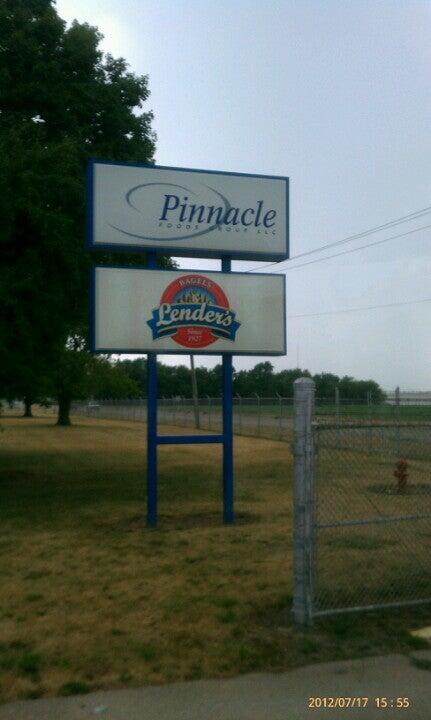 Pinnacle
FOODS GROUP LLC
BAGELS
Lender's
Since
1927
2012/07/17 15:55